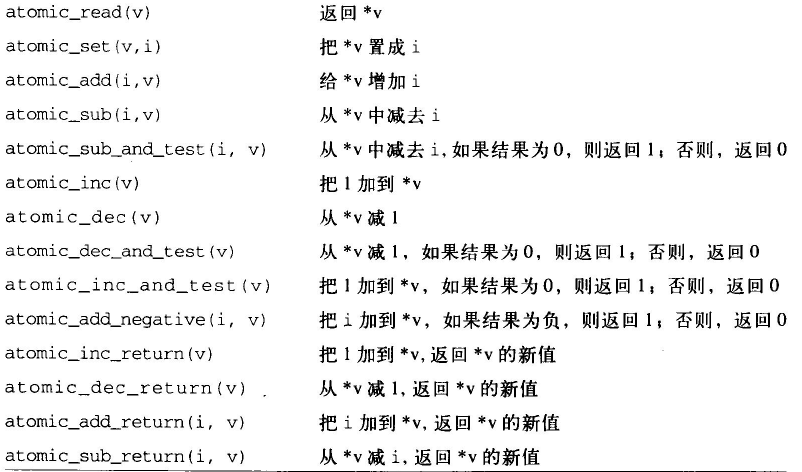 atomic_read(v) 返回*v
atomic_set(v,i) 把*v置成i
atomic_add(i,v) 给*v增加i
atomic_sub(i,v) 从*v中减去i
atomic_sub_and_test(i, v) 从*v中减去i,如果结果为0，则返回1；否则，返回0
atomic_inc(v) 把1加到*v
atomic_dec(v) 从*v减1
atomic_dec_and_test(v) 从*v减1，如果结果为0，则返回1；否则，返回0
atomic_inc_and_test(v) 把1加到*v，如果结果为0，则返回1；否则，返回0
atomic_add_negative(i, v) 把i加到*v，如果结果为负，则返回1；否则，返回0
atomic_inc_return(v) 把1加到*v,返回*v的新值
atomic_dec_return(v) 从*v减1,返回*v的新值
atomic_add_return(i, v) 把i加到*v,返回*v的新值
atomic_sub_return(i, v) 从*v减i,返回*v的新值